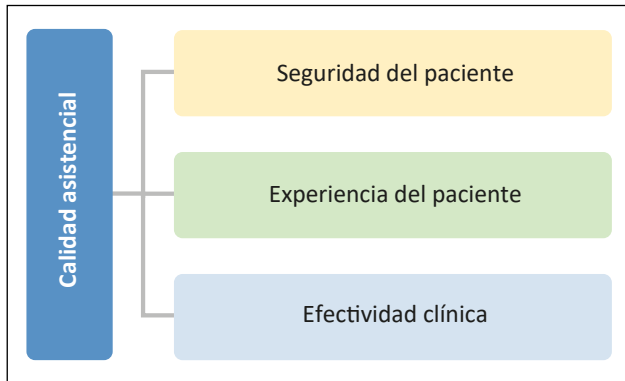 Calidad asistencial
Seguridad del paciente
Experiencia del paciente
Efectividad clínica